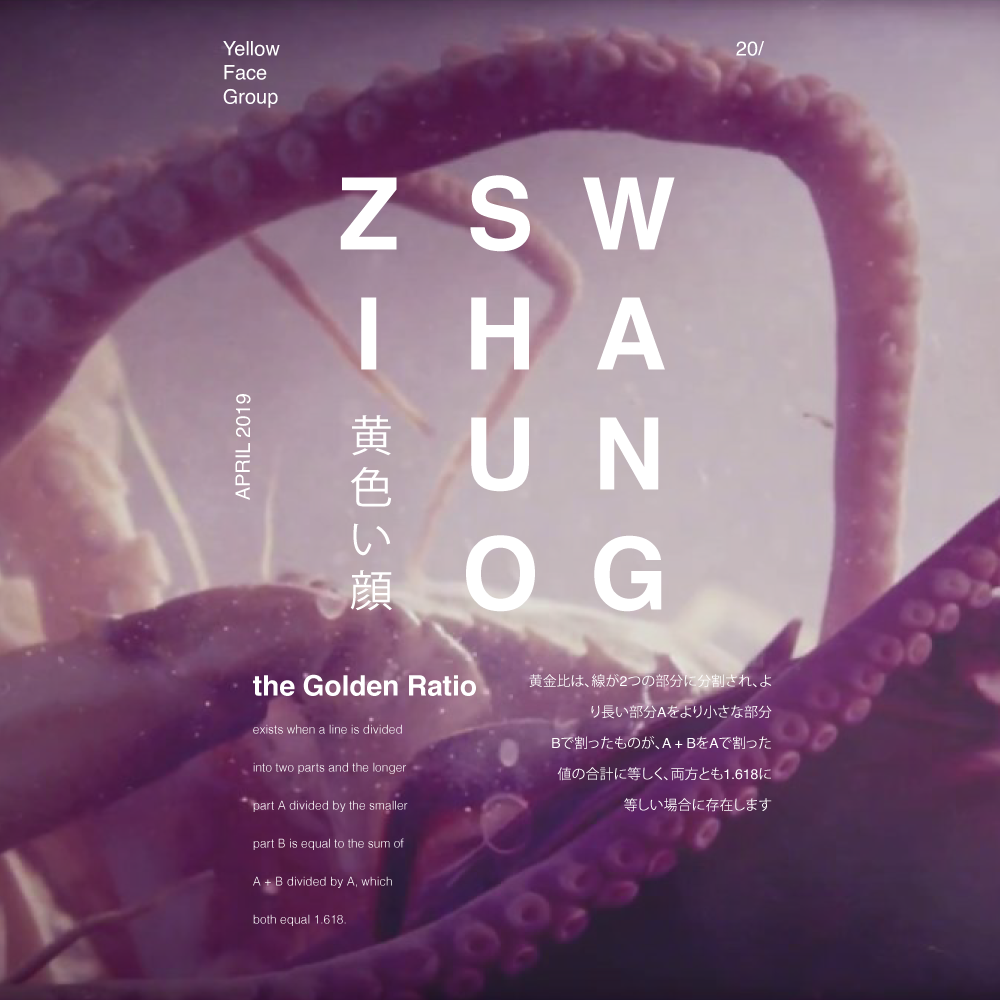 Yellow
Face
Group
20/
Z S W
I H A
U N
O G
黄色い顔
APRIL 2019
the Golden Ratio
exists when a line is divided
into two parts and the longer
part A divided by the smaller
part B is equal to the sum of
A + B divided by A, which
both equal 1.618.
黄金比は、線が2つの部分に分割され、よ
り長い部分Aをより小さな部分
Bで割ったものが、A + BをAで割った
値の合計に等しく、両方とも1.618に
等しい場合に存在します